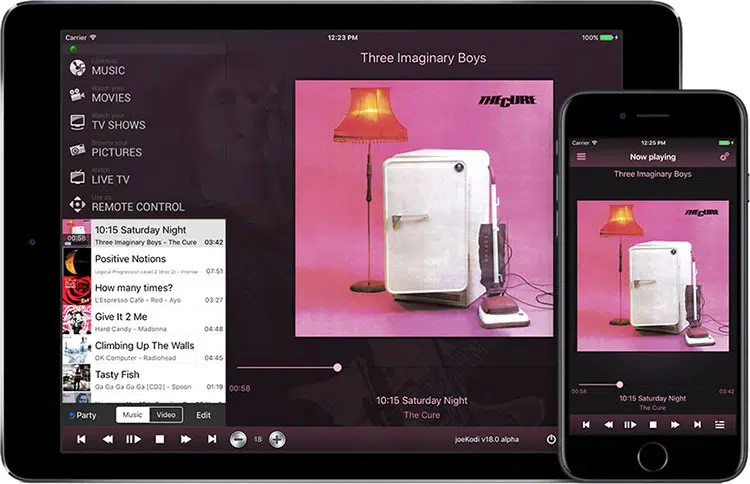 Carrier 12:23 PM 100%
Listen to
MUSIC
Watch your
MOVIES
Watch your
TV SHOWS
Browse your
PICTURES
Watch
LIVE TV
Use as
REMOTE CONTROL
00:56
10:15 Saturday Night
Three Imaginary Boys - The Cure 03:42
Positive Notions
Logical Progression Level 2 (disc 2) - Intense 07:51
How many times?
L'Espresso Café - Red - Ayo 03:27
Give It 2 Me
Hard Candy - Madonna 04:48
Climbing Up The Walls
OK Computer - Radiohead 04:45
Tasty Fish
Ga Ga Ga Ga Ga [CD2] - Spoon 01:19
Party Music Video Edit
Three Imaginary Boys
THE CURE
00:58
10:15 Saturday Night
The Cure
-18
joeKodi v18.0 alpha
Carrier 12:25 PM
Now playing
Three Imaginary Boys
THE CURE
00:58 03:42
10:15 Saturday Night
The Cure